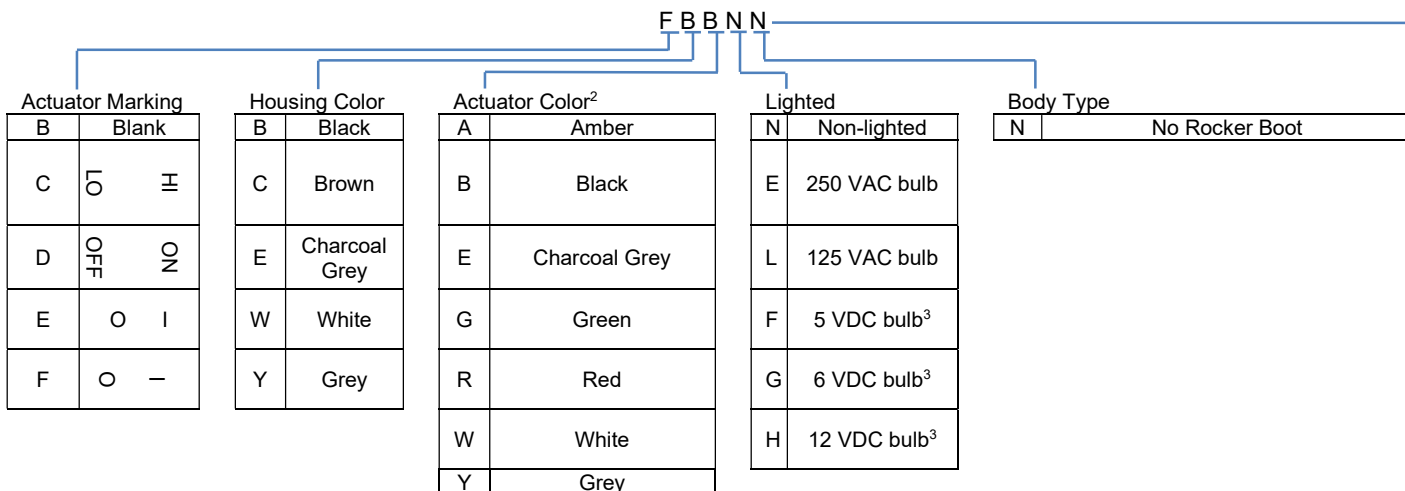 F B B N N
Actuator Marking
B Blank
C LO HI
D OFF ON
E O I
F O I
Housing Color
B Black
C Brown
E Charcoal
Grey
W White
Y Grey
Actuator Color²
A Amber
B Black
E Charcoal Grey
G Green
R Red
W White
Y Grey
Lighted
N Non-lighted
E 250 VAC bulb
L 125 VAC bulb
F 5 VDC bulb³
G 6 VDC bulb³
H 12 VDC bulb³
Body Type
N No Rocker Boot